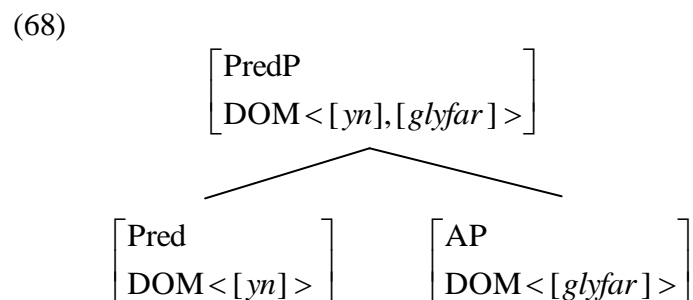 (68)
PredP
DOM<[yn],[glyfar]>
Pred AP
DOM<[yn]> DOM<[glyfar]>